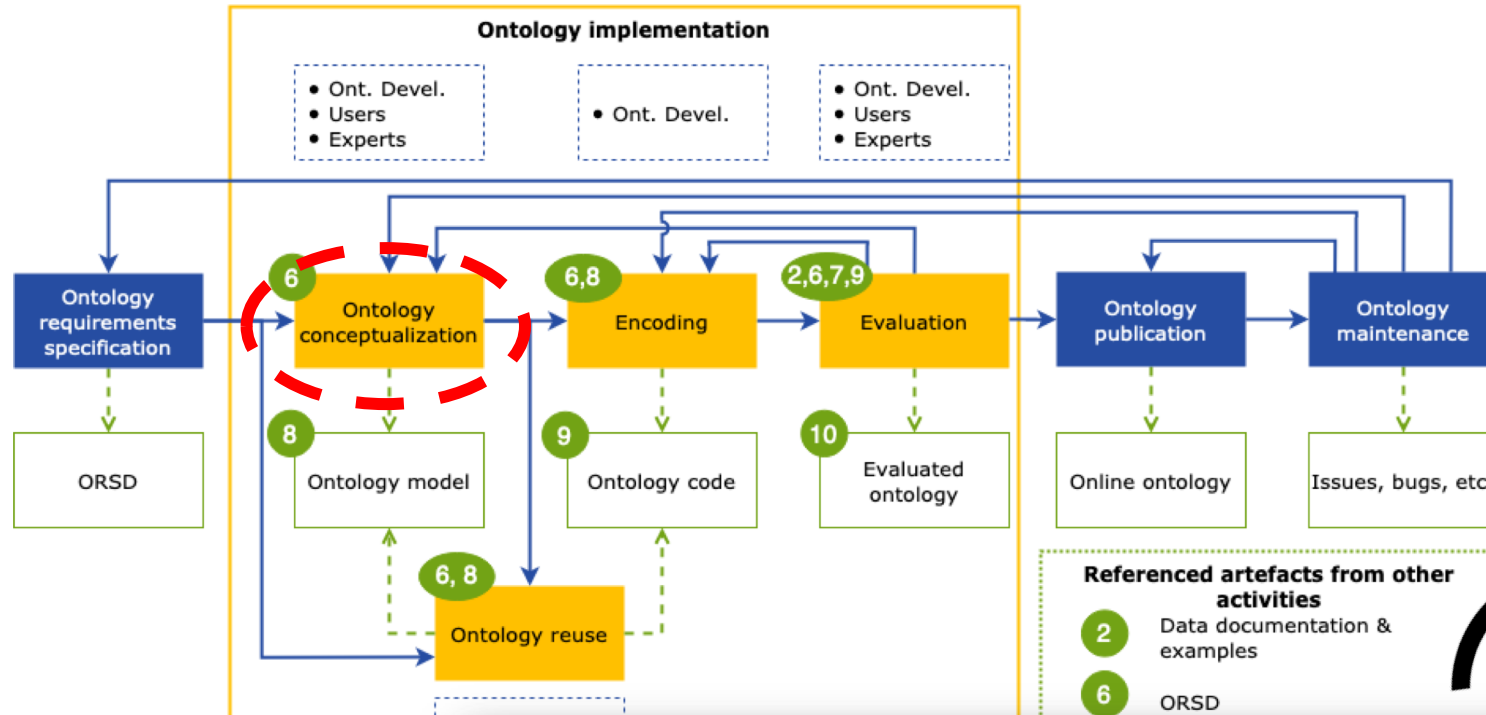 Ontology implementation
• Ont. Devel.
• Users
• Experts
• Ont. Devel.
• Ont. Devel.
• Users
• Experts
6
6,8
2,6,7,9
Ontology
requirements
specification
Ontology
conceptualization
Encoding
Evaluation
Ontology
publication
Ontology
maintenance
8
9
10
ORSD
Ontology model
Ontology code
Evaluated
ontology
Online ontology
Issues, bugs, etc
6, 8
Ontology reuse
Referenced artefacts from other
activities
2
Data documentation &
examples
6
ORSD